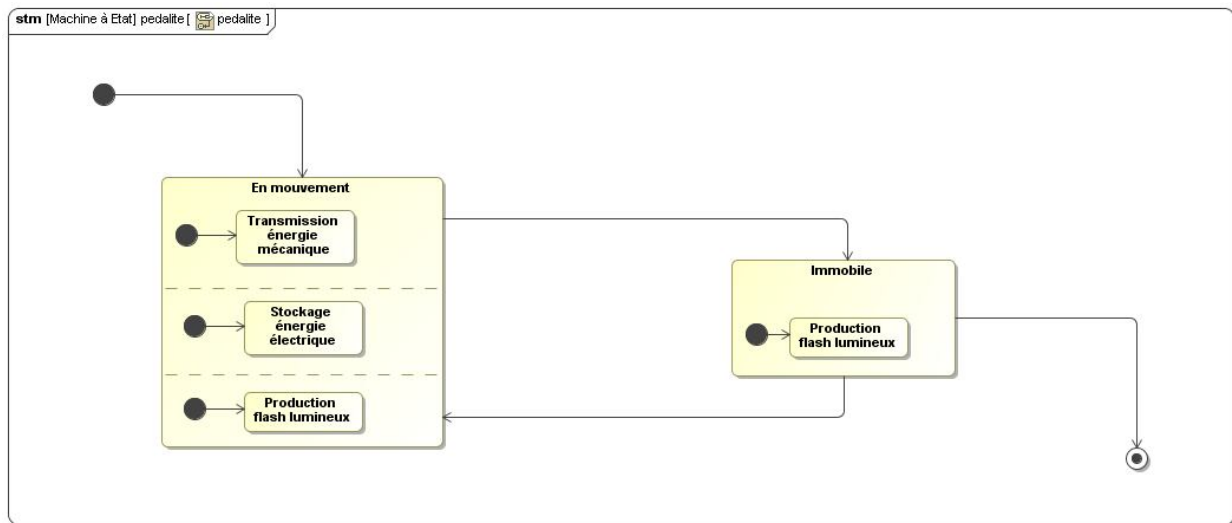 stm [Machine à Etat] pedalite [ pedalite ]
En mouvement
Transmission
énergie
mécanique
Stockage
énergie
électrique
Production
flash lumineux
Immobile
Production
flash lumineux